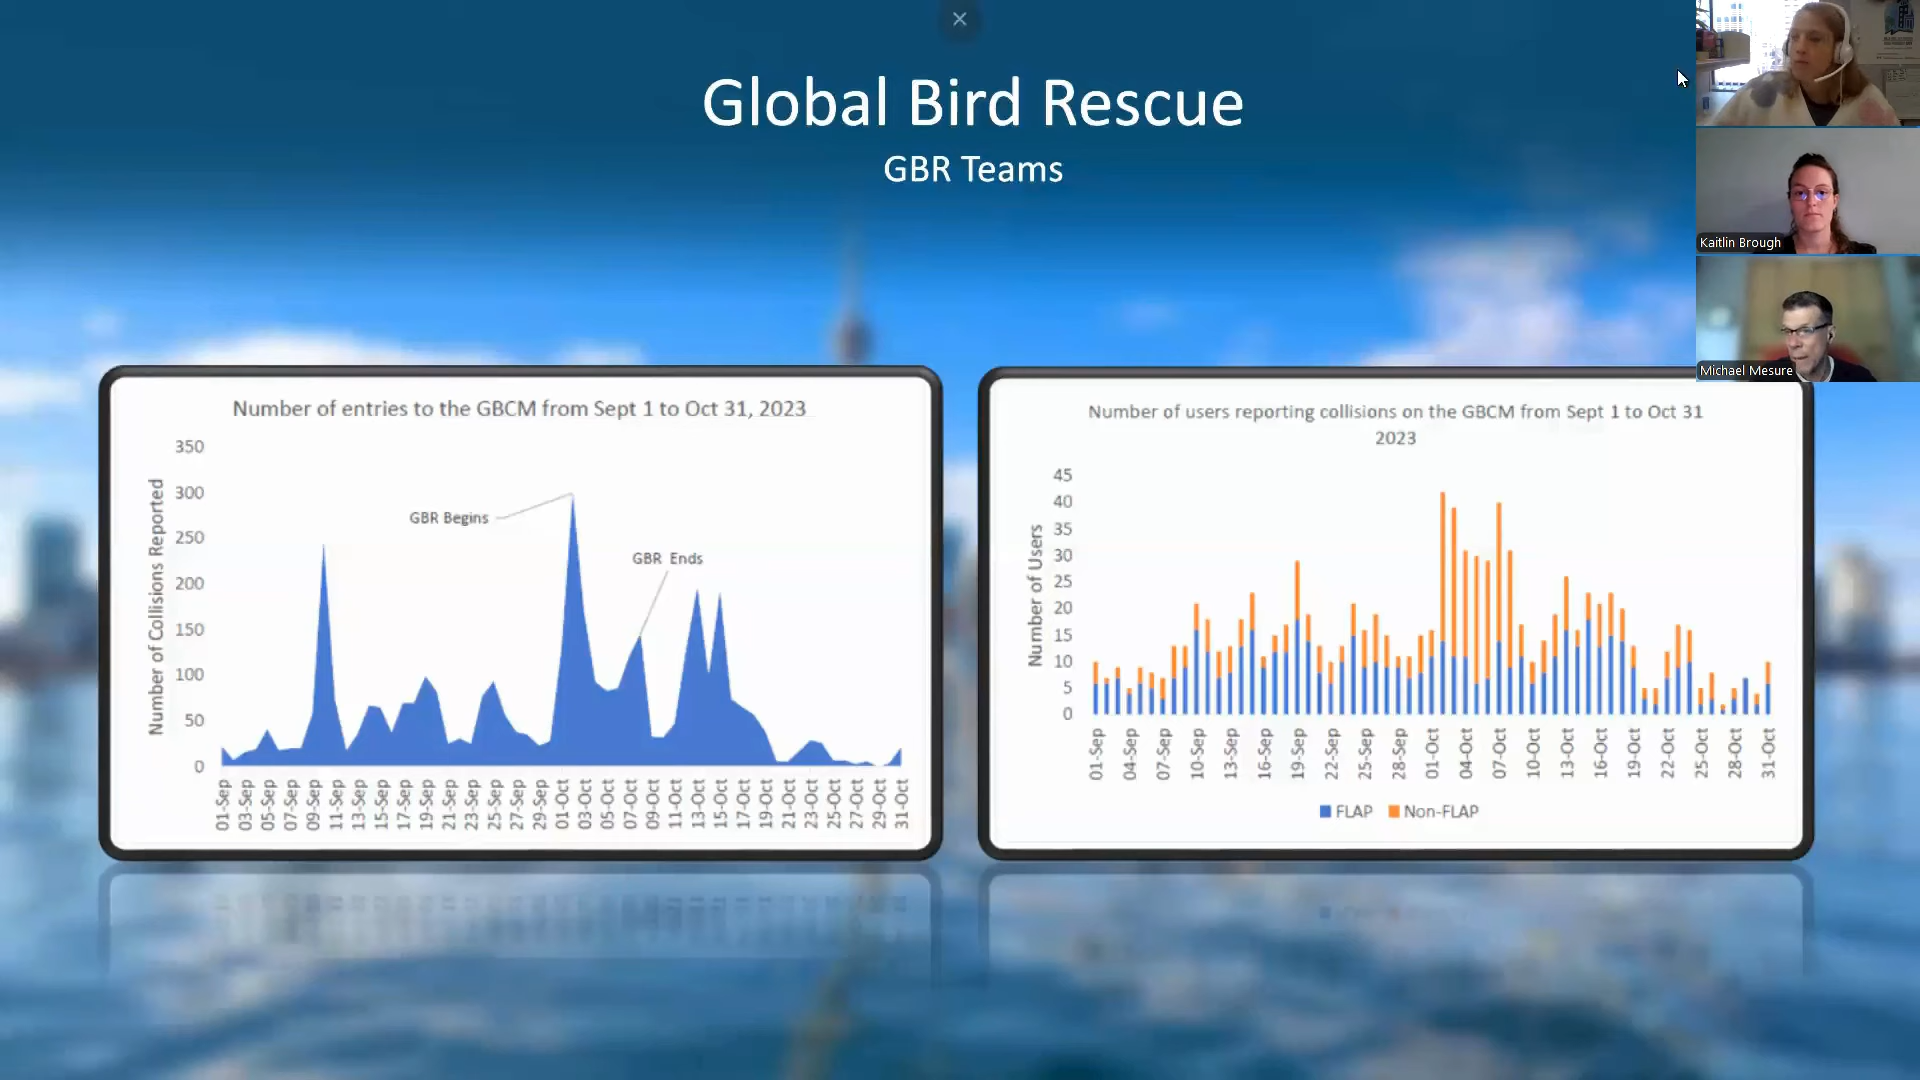 Global Bird Rescue
GBR Teams
Kaitlin Brough
Michael Mesure
Number of entries to the GBCM from Sept 1 to Oct 31, 2023
Number of Collisions Reported
350
300
250
200
150
100
50
0
GBR Begins
GBR Ends
01-Sep
03-Sep
05-Sep
07-Sep
09-Sep
11-Sep
13-Sep
15-Sep
17-Sep
19-Sep
21-Sep
23-Sep
25-Sep
27-Sep
29-Sep
01-Oct
03-Oct
05-Oct
07-Oct
09-Oct
11-Oct
13-Oct
15-Oct
17-Oct
19-Oct
21-Oct
23-Oct
25-Oct
27-Oct
29-Oct
31-Oct
Number of users reporting collisions on the GBCM from Sept 1 to Oct 31
2023
Number of Users
45
40
35
30
25
20
15
10
5
0
01-Sep
04-Sep
07-Sep
10-Sep
13-Sep
16-Sep
19-Sep
22-Sep
25-Sep
28-Sep
01-Oct
04-Oct
07-Oct
10-Oct
13-Oct
16-Oct
19-Oct
22-Oct
25-Oct
28-Oct
31-Oct
FLAP Non-FLAP